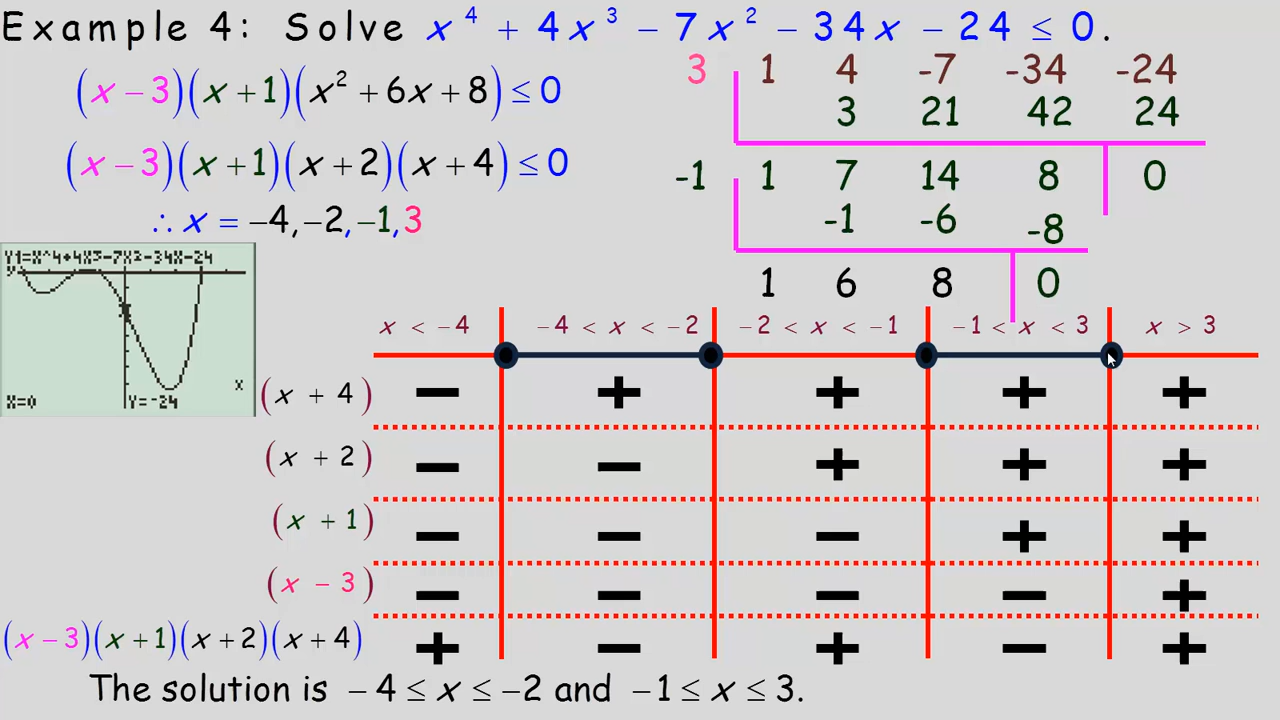 Example 4: Solve x⁴ + 4x³ − 7x² − 34x − 24 ≤ 0.
(x − 3)(x + 1)(x² + 6x + 8) ≤ 0
(x − 3)(x + 1)(x + 2)(x + 4) ≤ 0
∴ x = −4, −2, −1, 3
3 1 4 -7 -34 -24
3 21 42 24
-1 1 7 14 8 0
-1 -6 -8
1 6 8 0
Y1=X^4+4X^3-7X²-34X-24
y
x
X=0 Y=-24
x < −4 −4 < x < −2 −2 < x < −1 −1 < x < 3 x > 3
(x + 4) − + + + +
(x + 2) − − + + +
(x + 1) − − − + +
(x − 3) − − − − +
(x − 3)(x + 1)(x + 2)(x + 4) + − + − +
The solution is −4 ≤ x ≤ −2 and −1 ≤ x ≤ 3.